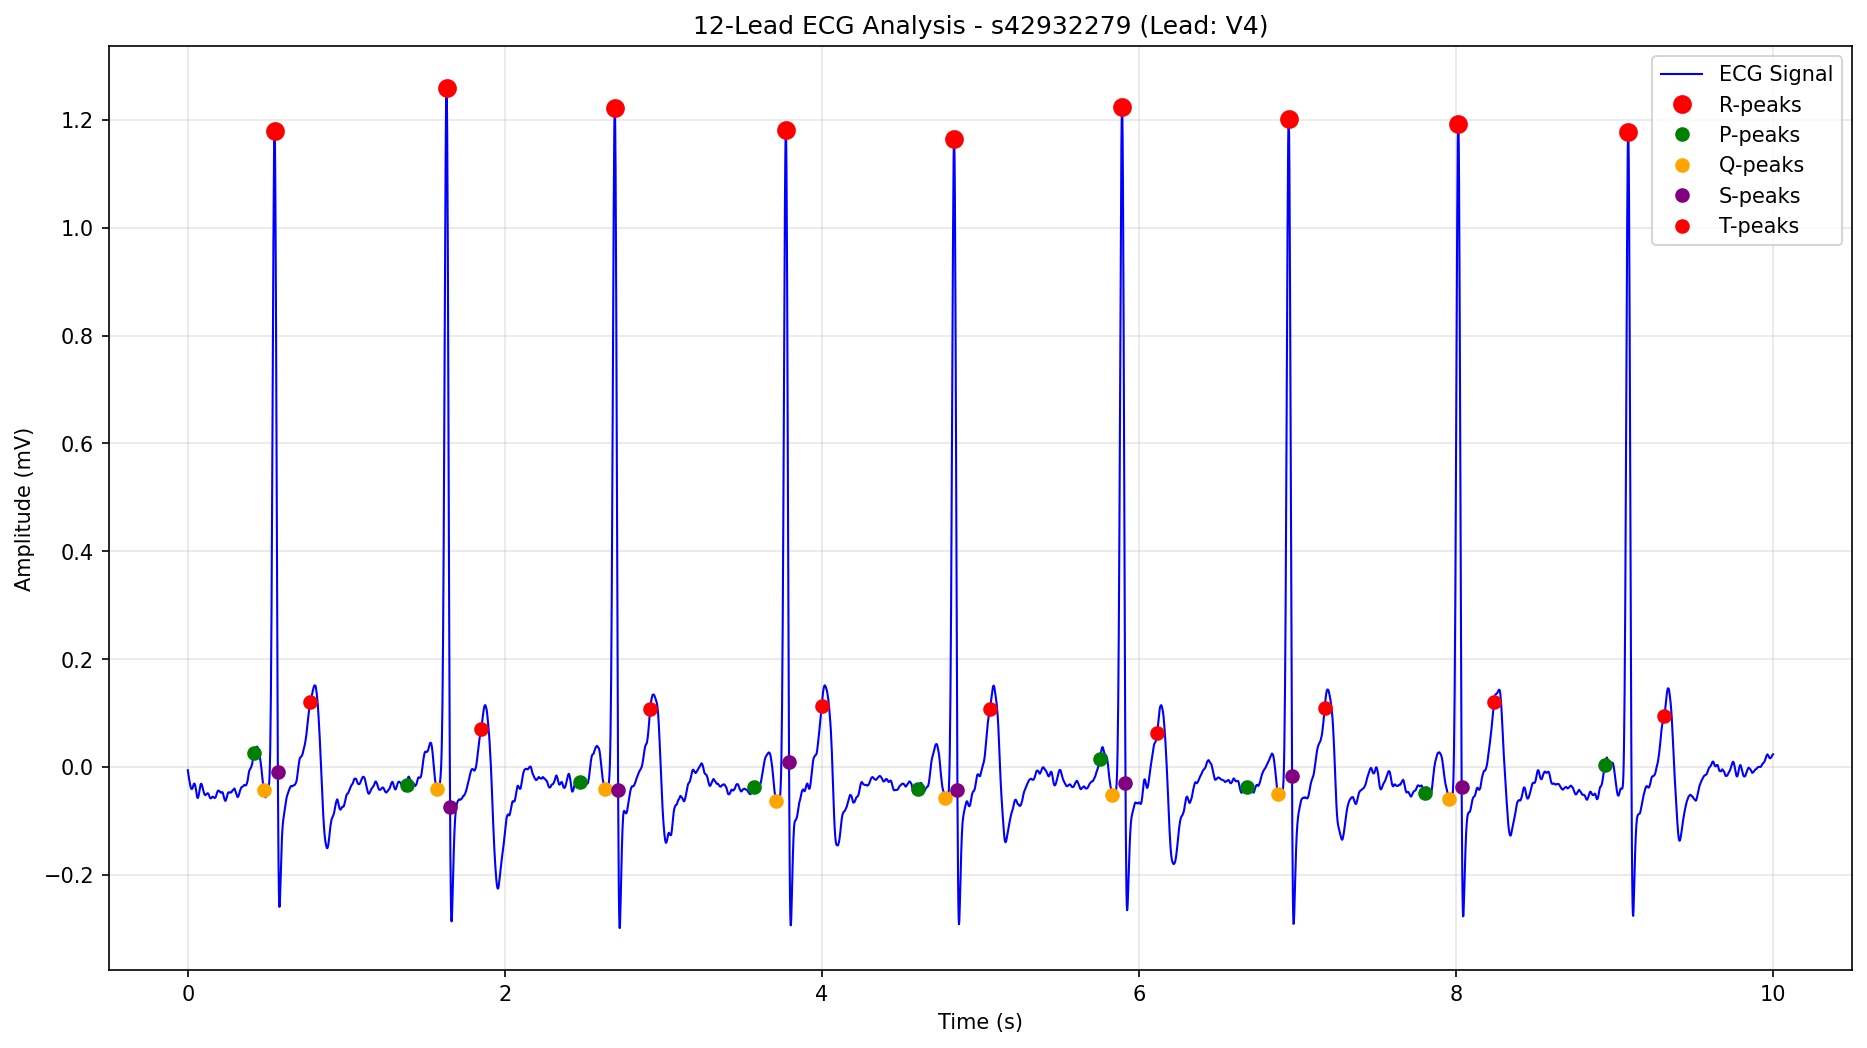 12-Lead ECG Analysis - s42932279 (Lead: V4)
ECG Signal
R-peaks
P-peaks
Q-peaks
S-peaks
T-peaks
Amplitude (mV)
1.2
1.0
0.8
0.6
0.4
0.2
0.0
−0.2
0 2 4 6 8 10
Time (s)